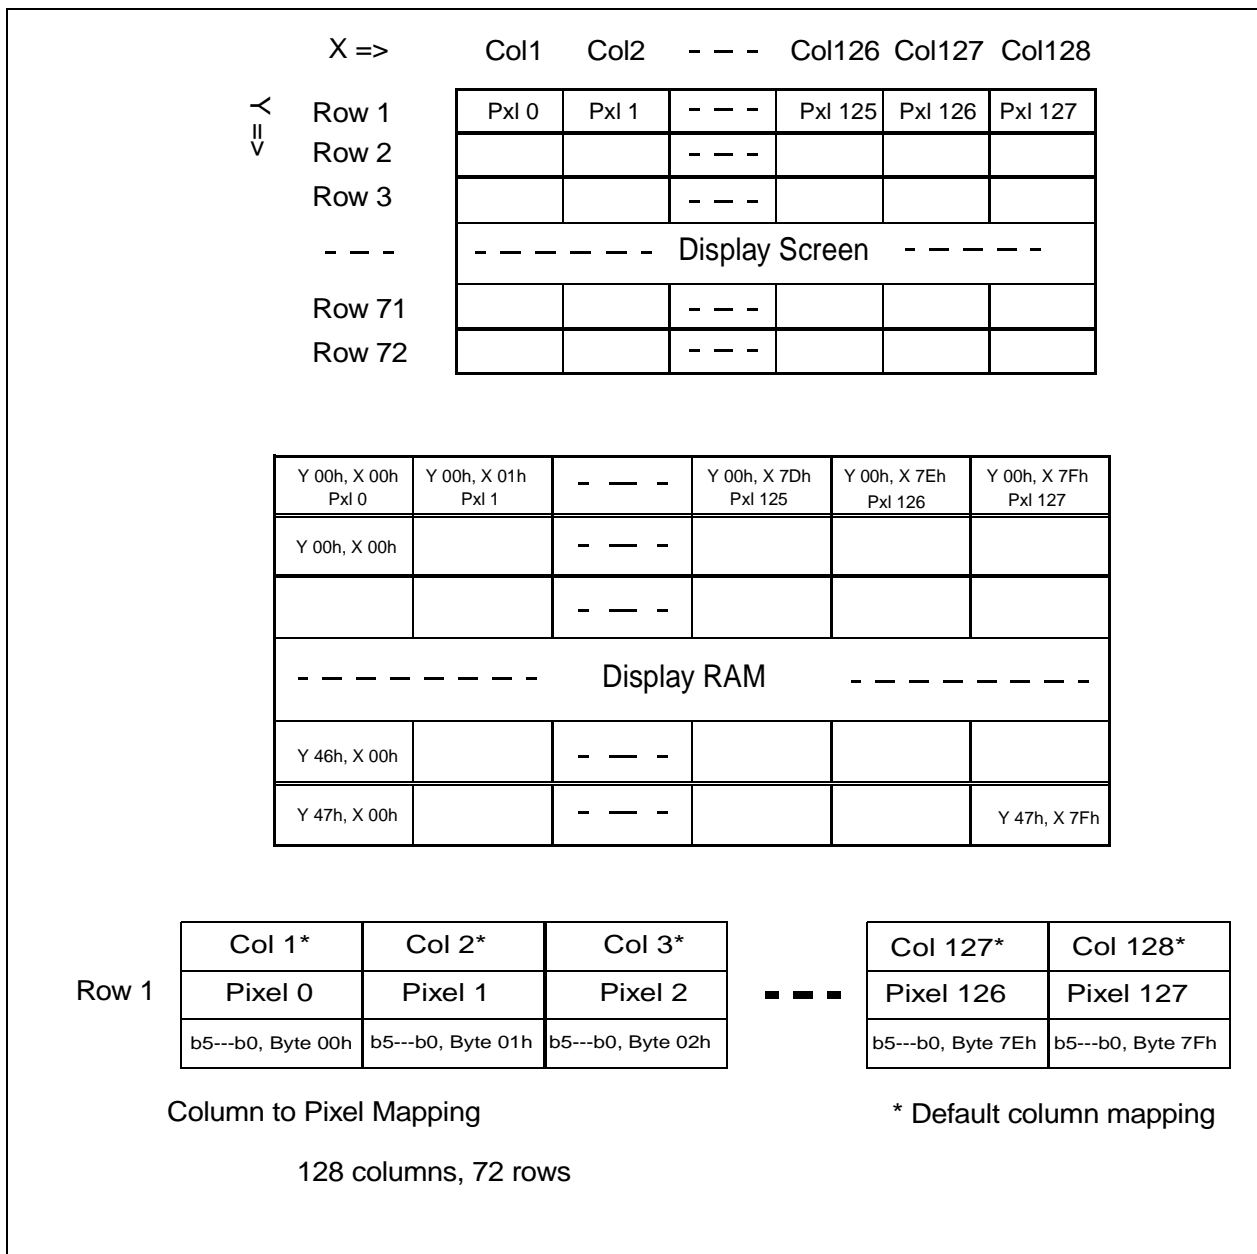 X => Col1 Col2 - — - Col126 Col127 Col128
Y => Row 1 Pxl 0 Pxl 1 - — - Pxl 125 Pxl 126 Pxl 127
Row 2 - — -
Row 3 - — -
- — - - — — — — — - Display Screen - — — — -
Row 71 - — -
Row 72 - — -
Y 00h, X 00h Y 00h, X 01h - — - Y 00h, X 7Dh Y 00h, X 7Eh Y 00h, X 7Fh
Pxl 0 Pxl 1 Pxl 125 Pxl 126 Pxl 127
Y 00h, X 00h - — -
- — -
- — — — — — — - Display RAM - — — — — — — -
Y 46h, X 00h - — -
Y 47h, X 00h - — - Y 47h, X 7Fh
Col 1* Col 2* Col 3* Col 127* Col 128*
Row 1 Pixel 0 Pixel 1 Pixel 2 - — - Pixel 126 Pixel 127
b5---b0, Byte 00h b5---b0, Byte 01h b5---b0, Byte 02h b5---b0, Byte 7Eh b5---b0, Byte 7Fh
Column to Pixel Mapping * Default column mapping
128 columns, 72 rows